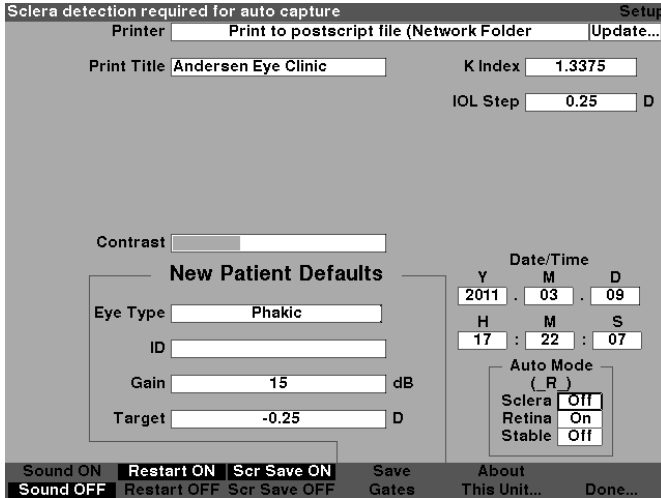 Sclera detection required for auto capture Setup
Printer Print to postscript file (Network Folder Update...
Print Title Andersen Eye Clinic K Index 1.3375
IOL Step 0.25 D
Contrast
Date/Time
New Patient Defaults Y M D
2011 . 03 . 09
Eye Type Phakic H M S
ID 17 : 22 : 07
Auto Mode
Gain 15 dB (_R_)
Sclera Off
Target -0.25 D Retina On
Stable Off
Sound ON Restart ON Scr Save ON Save About
Sound OFF Restart OFF Scr Save OFF Gates This Unit... Done...